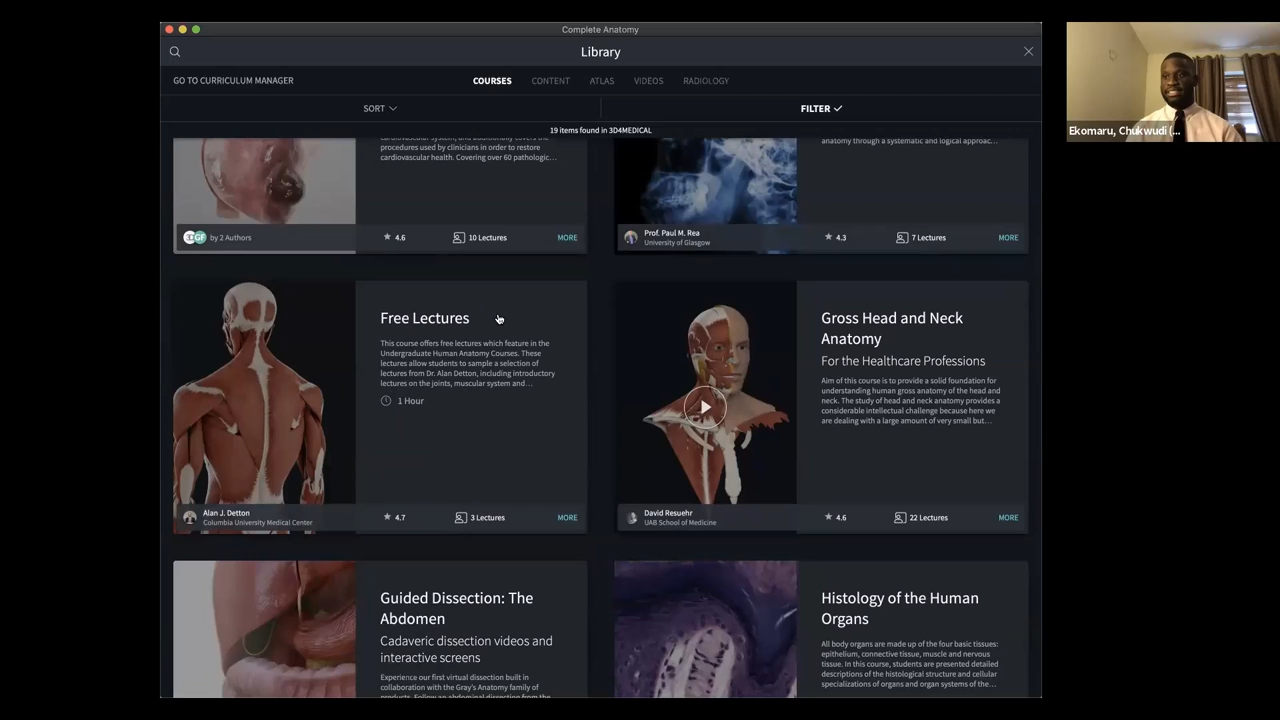 Complete Anatomy
Library
GO TO CURRICULUM MANAGER
COURSES CONTENT ATLAS VIDEOS RADIOLOGY
SORT
FILTER
19 items found in 3D4MEDICAL
procedures used by clinicians in order to restore
cardiovascular health. Covering over 60 pathologic...
by 2 Authors
4.6
10 Lectures
MORE
anatomy through a systematic and logical approac...
Prof. Paul M. Rea
University of Glasgow
4.3
7 Lectures
MORE
Free Lectures
This course offers free lectures which feature in the
Undergraduate Human Anatomy Courses. These
lectures allow students to sample a selection of
lectures from Dr. Alan Detton, including introductory
lectures on the joints, muscular system and...
1 Hour
Alan J. Detton
Columbia University Medical Center
4.7
3 Lectures
MORE
Gross Head and Neck
Anatomy
For the Healthcare Professions
Aim of this course is to provide a solid foundation for
understanding human gross anatomy of the head and
neck. The study of head and neck anatomy provides a
considerable intellectual challenge because here we
are dealing with a large amount of very small but...
David Resuehr
UAB School of Medicine
4.6
22 Lectures
MORE
Guided Dissection: The
Abdomen
Cadaveric dissection videos and
interactive screens
Experience our first virtual dissection built in
collaboration with the Gray's Anatomy family of
products. Follow an abdominal dissection from the
Histology of the Human
Organs
All body organs are made up of the four basic tissues:
epithelium, connective tissue, muscle and nervous
tissue. In this course, students are presented detailed
descriptions of the histological structure and cellular
specializations of organs and organ systems of the...
Ekomaru, Chukwudi (...